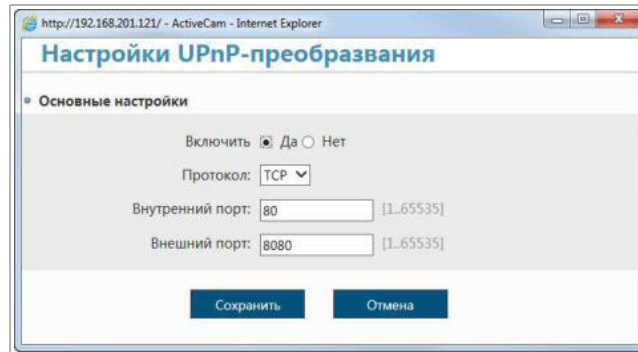 http://192.168.201.121/ - ActiveCam - Internet Explorer
Настройки UPnP-преобразвания
Основные настройки
Включить Да Нет
Протокол: TCP
Внутренний порт: 80 [1..65535]
Внешний порт: 8080 [1..65535]
Сохранить Отмена